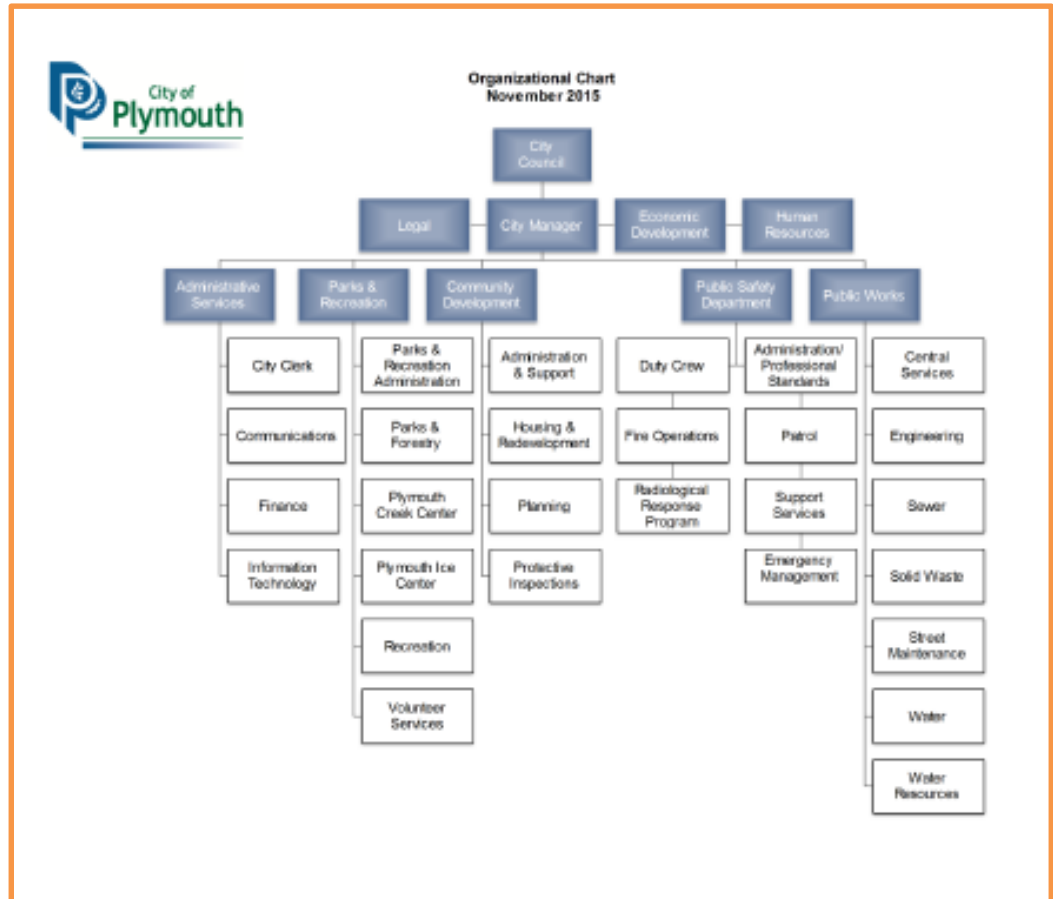 City of
Plymouth
Organizational Chart
November 2015
City
Council
Legal
City Manager
Economic
Development
Human
Resources
Administrative
Services
Parks &
Recreation
Community
Development
Public Safety
Department
Public Works
City Clerk
Communications
Finance
Information
Technology
Parks &
Recreation
Administration
Parks &
Forestry
Plymouth
Creek Center
Plymouth Ice
Center
Recreation
Volunteer
Services
Administration
& Support
Housing &
Redevelopment
Planning
Protective
Inspections
Duty Crew
Fire Operations
Radiological
Response
Program
Administration/
Professional
Standards
Patrol
Support
Services
Emergency
Management
Central
Services
Engineering
Sewer
Solid Waste
Street
Maintenance
Water
Water
Resources